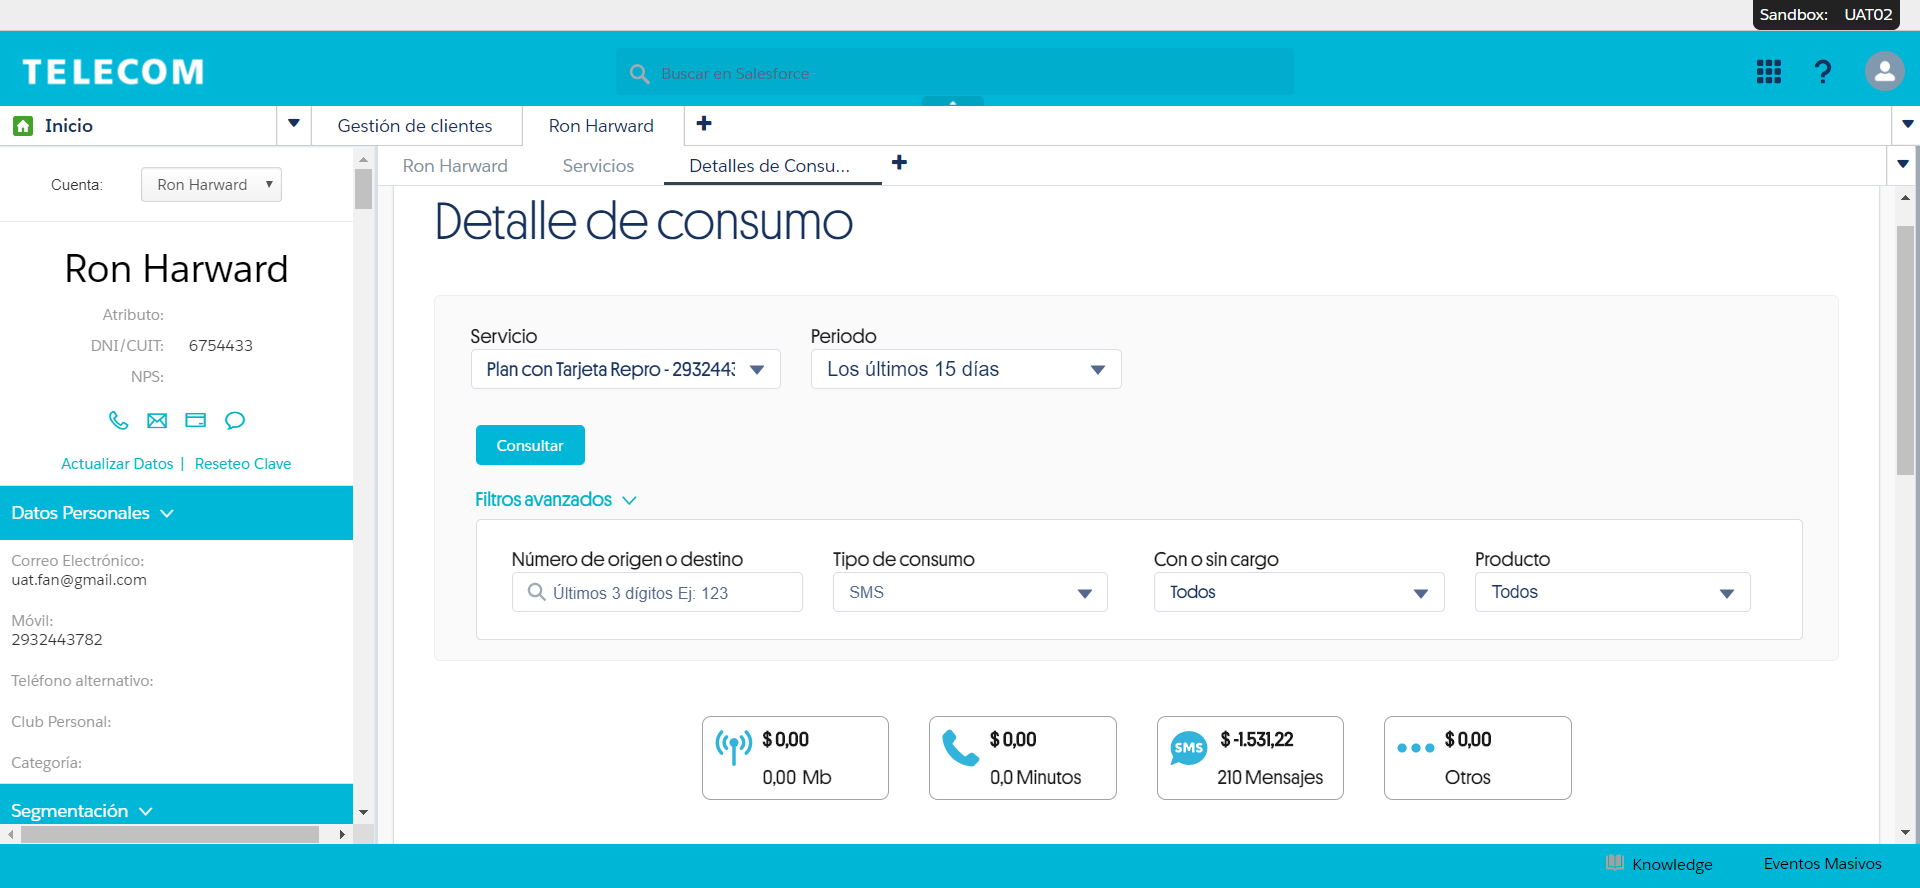 Sandbox: UAT02
TELECOM
Buscar en Salesforce
Inicio
Gestión de clientes
Ron Harward
Ron Harward
Servicios
Detalles de Consu...
Cuenta:
Ron Harward
Ron Harward
Atribute:
DNI/CUIT: 6754433
NPS:
Actualizar Datos | Reseteo Clave
Datos Personales
Correo Electrónico:
uat.fan@gmail.com
Móvil:
2932443782
Teléfono alternativo:
Club Personal:
Categoría:
Segmentación
Detalle de consumo
Servicio
Plan con Tarjeta Repro - 2932443
Periodo
Los últimos 15 días
Consultar
Filtros avanzados
Número de origen o destino
Últimos 3 dígitos Ej: 123
Tipo de consumo
SMS
Con o sin cargo
Todos
Producto
Todos
$ 0,00
0,00 Mb
$ 0,00
0,0 Minutos
SMS
$ -1.531,22
210 Mensajes
$ 0,00
Otros
Knowledge
Eventos Masivos